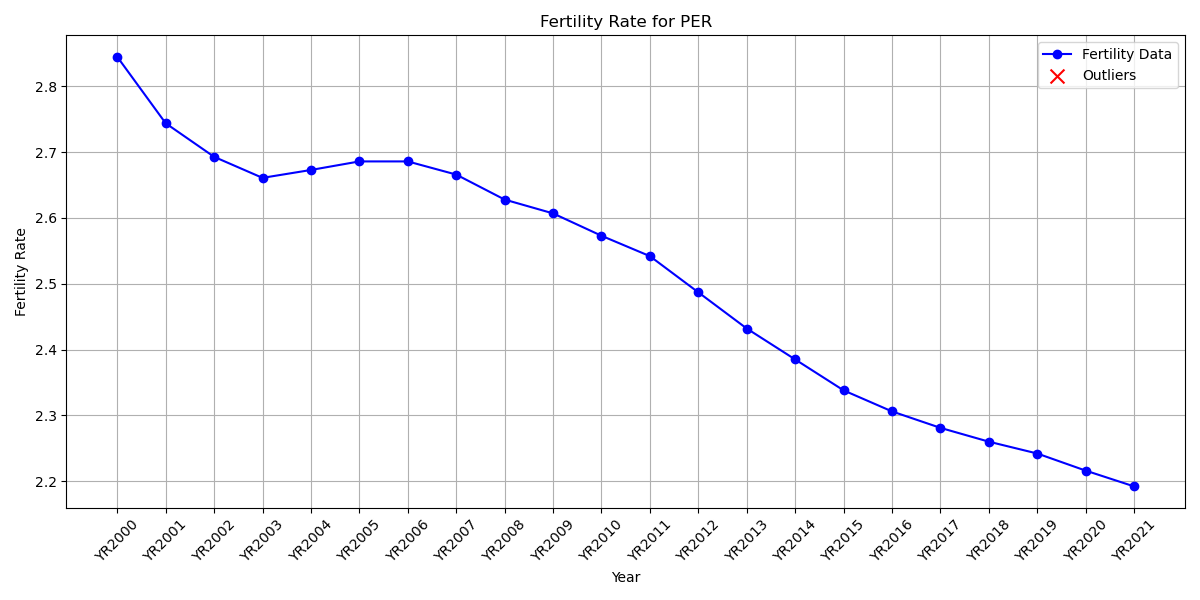 Fertility Rate for PER
Fertility Data
Outliers
Fertility Rate
2.8
2.7
2.6
2.5
2.4
2.3
2.2
YR2000
YR2001
YR2002
YR2003
YR2004
YR2005
YR2006
YR2007
YR2008
YR2009
YR2010
YR2011
YR2012
YR2013
YR2014
YR2015
YR2016
YR2017
YR2018
YR2019
YR2020
YR2021
Year